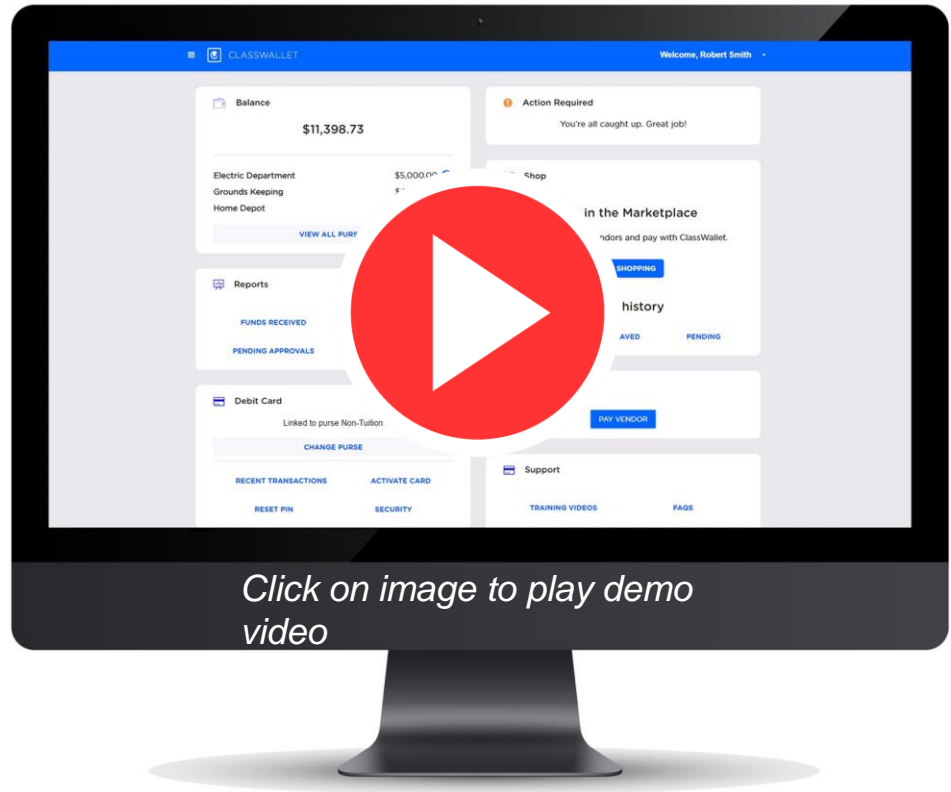 CLASSWALLET
Welcome, Robert Smith
Balance
$11,398.73
Electric Department $5,000.00
Grounds Keeping
Home Depot
VIEW ALL
Reports
FUNDS RECEIVED
PENDING APPROVALS
Debit Card
Linked to purse Non-Tuition
CHANGE PURSE
RECENT TRANSACTIONS ACTIVATE CARD
RESET PIN SECURITY
Action Required
You're all caught up. Great job!
Shop
in the Marketplace
and pay with ClassWallet.
SHOPPING
history
PENDING
PAY VENDOR
Support
TRAINING VIDEOS FAQS
Click on image to play demo
video